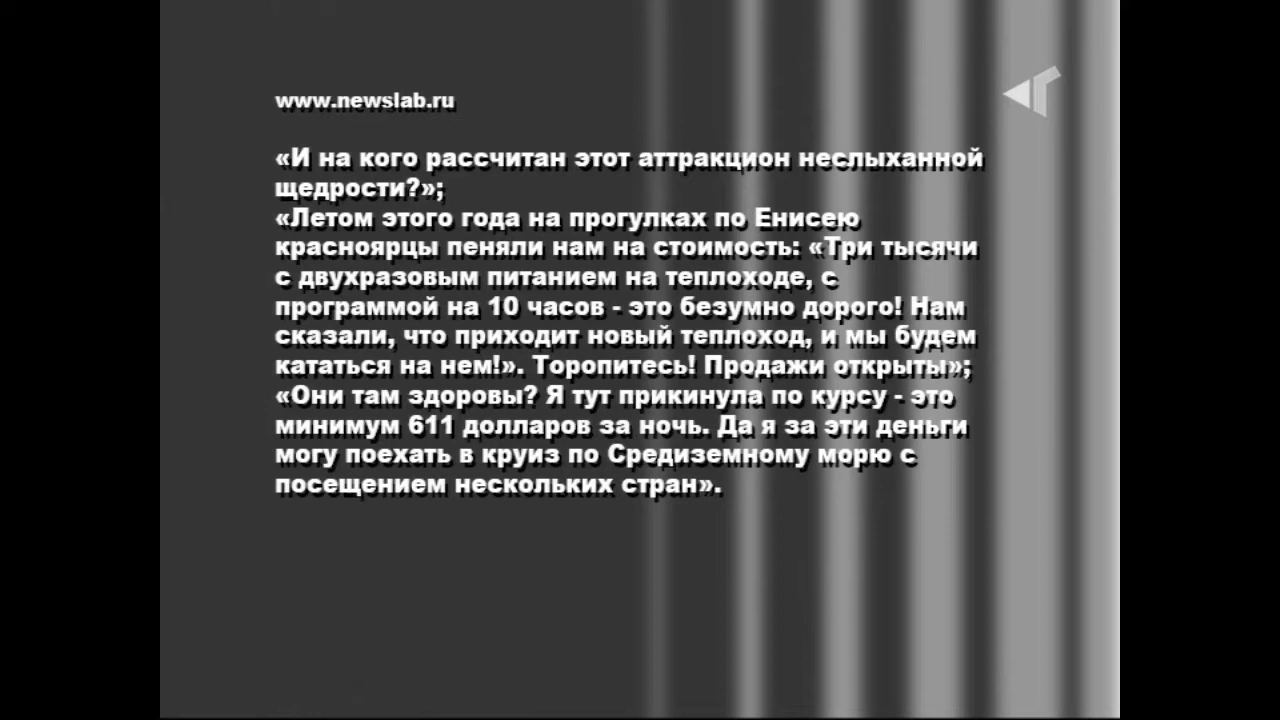 www.newslab.ru
«И на кого рассчитан этот аттракцион неслыханной
щедрости?»;
«Летом этого года на прогулках по Енисею
красноярцы пеняли нам на стоимость: «Три тысячи
с двухразовым питанием на теплоходе, с
программой на 10 часов - это безумно дорого! Нам
сказали, что приходит новый теплоход, и мы будем
кататься на нем!». Торопитесь! Продажи открыты»;
«Они там здоровы? Я тут прикинула по курсу - это
минимум 611 долларов за ночь. Да я за эти деньги
могу поехать в круиз по Средиземному морю с
посещением нескольких стран».